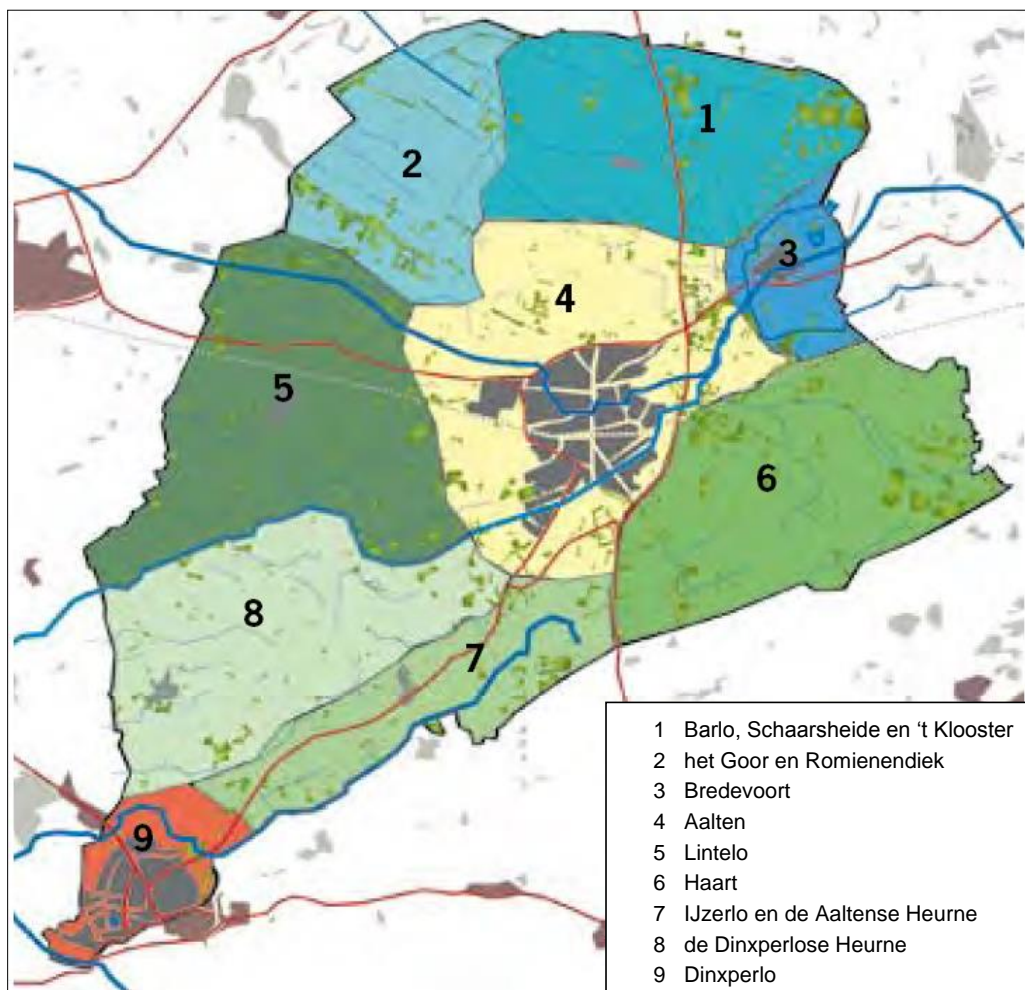 1
2
3
4
5
6
7
8
9
1 Barlo, Schaarsheide en ‘t Klooster
2 het Goor en Romienendiek
3 Bredevoort
4 Aalten
5 Lintelo
6 Haart
7 IJzerlo en de Aaltense Heurne
8 de Dinxperlose Heurne
9 Dinxperlo